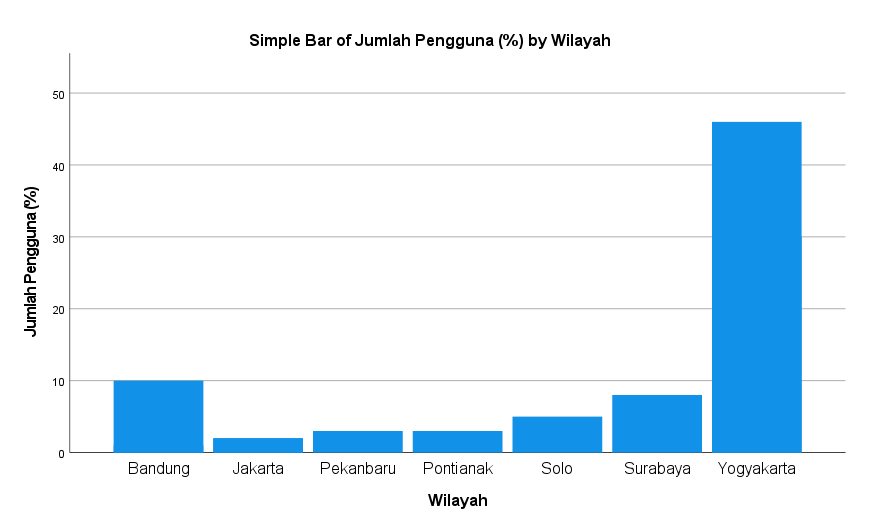 Simple Bar of Jumlah Pengguna (%) by Wilayah
Jumlah Pengguna (%)
50
40
30
20
10
0
Bandung Jakarta Pekanbaru Pontianak Solo Surabaya Yogyakarta
Wilayah